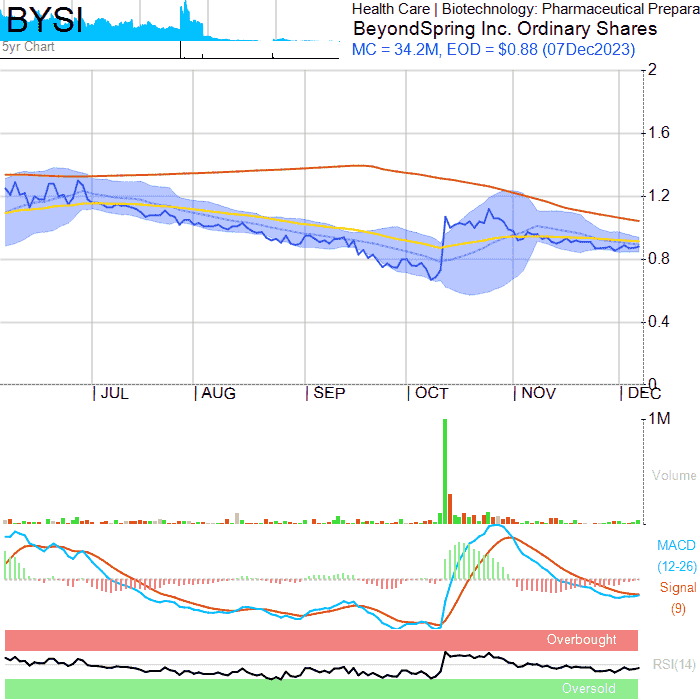 BYSI
5yr Chart
Health Care | Biotechnology: Pharmaceutical Prepara
BeyondSpring Inc. Ordinary Shares
MC = 34.2M, EOD = $0.88 (07Dec2023)
2
1.6
1.2
0.8
0.4
0
JUL AUG SEP OCT NOV DEC
1M
Volume
MACD
(12-26)
Signal
(9)
Overbought
RSI(14)
Oversold